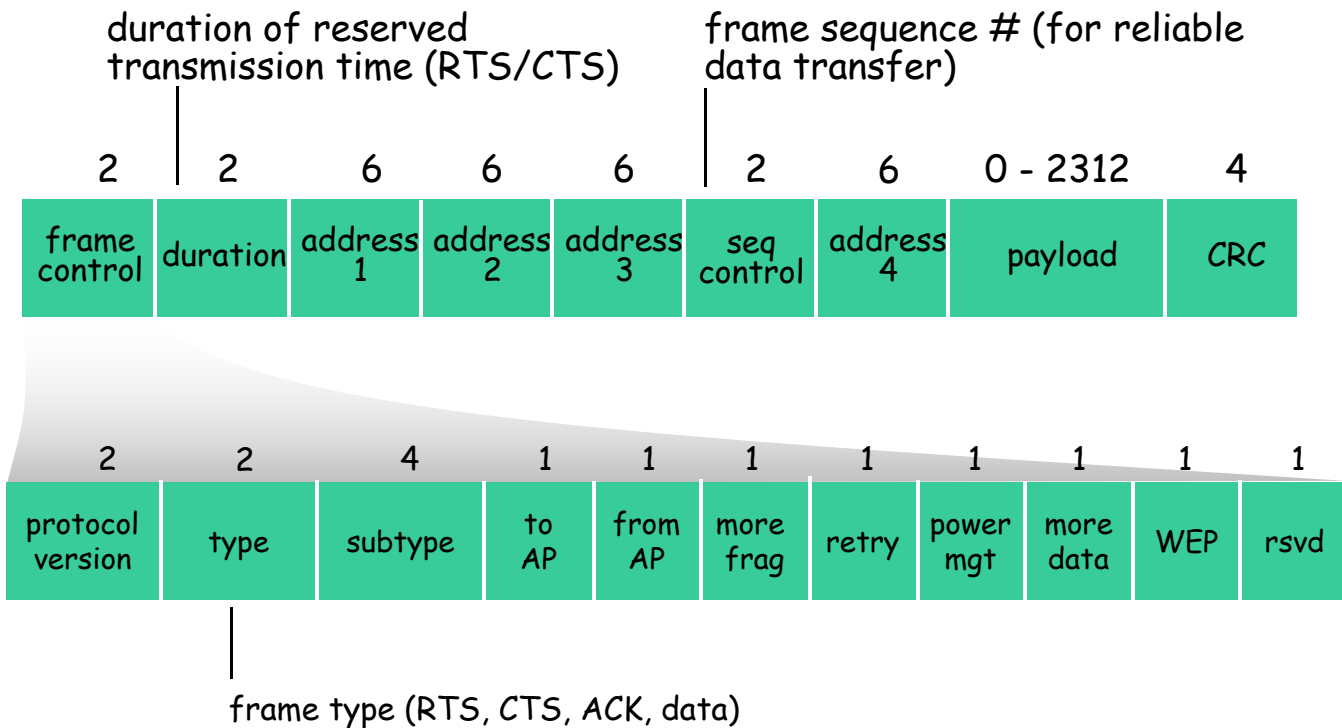 duration of reserved
transmission time (RTS/CTS)
frame sequence # (for reliable
data transfer)
2 2 6 6 6 2 6 0 - 2312 4
frame
control
duration
address
1
address
2
address
3
seq
control
address
4
payload
CRC
2 2 4 1 1 1 1 1 1 1 1
protocol
version
type
subtype
to
AP
from
AP
more
frag
retry
power
mgt
more
data
WEP
rsvd
frame type (RTS, CTS, ACK, data)